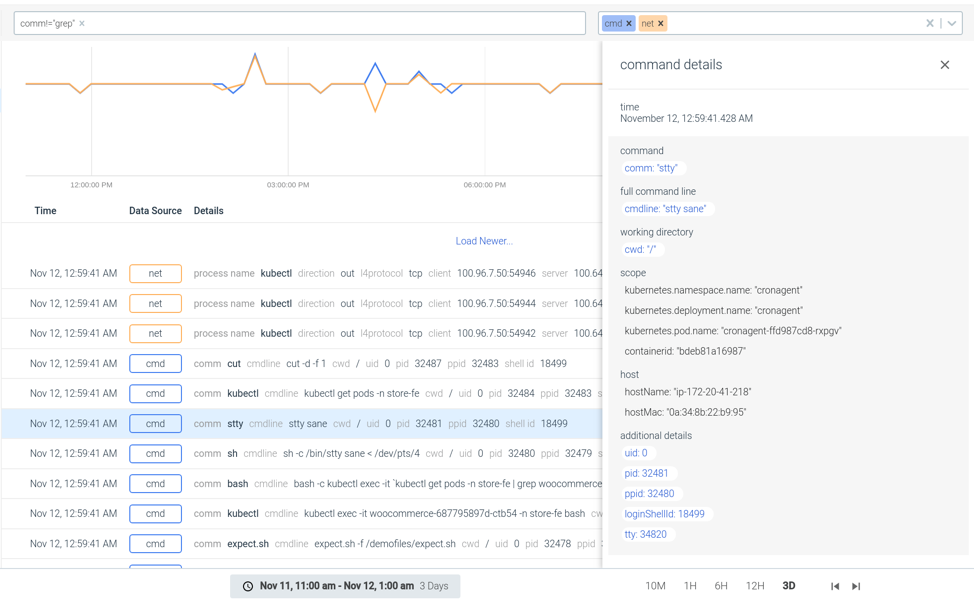 comm!="grep" ×
cmd × net ×
12:00:00 PM 03:00:00 PM 06:00:00 PM
Time Data Source Details
Load Newer...
Nov 12, 12:59:41 AM net process name kubectl direction out l4protocol tcp client 100.96.7.50:54946 server 100.64
Nov 12, 12:59:41 AM net process name kubectl direction out l4protocol tcp client 100.96.7.50:54944 server 100.64
Nov 12, 12:59:41 AM net process name kubectl direction out l4protocol tcp client 100.96.7.50:54942 server 100.64
Nov 12, 12:59:41 AM cmd comm cut cmdline cut -d -f 1 cwd / uid 0 pid 32487 ppid 32483 shell id 18499
Nov 12, 12:59:41 AM cmd comm kubectl cmdline kubectl get pods -n store-fe cwd / uid 0 pid 32484 ppid 32483 s
Nov 12, 12:59:41 AM cmd comm stty cmdline stty sane cwd / uid 0 pid 32481 ppid 32480 shell id 18499
Nov 12, 12:59:41 AM cmd comm sh cmdline sh -c /bin/stty sane < /dev/pts/4 cwd / uid 0 pid 32480 ppid 32479 s
Nov 12, 12:59:41 AM cmd comm bash cmdline bash -c kubectl exec -it `kubectl get pods -n store-fe | grep woocommerce
Nov 12, 12:59:41 AM cmd comm kubectl cmdline kubectl exec -it woocommerce-687795897d-ctb54 -n store-fe bash cw
Nov 12, 12:59:41 AM cmd comm expect.sh cmdline expect.sh -f /demofiles/expect.sh cwd / uid 0 pid 32478 ppid
command details
time
November 12, 12:59:41.428 AM
command
comm: "stty"
full command line
cmdline: "stty sane"
working directory
cwd: "/"
scope
kubernetes.namespace.name: "cronagent"
kubernetes.deployment.name: "cronagent"
kubernetes.pod.name: "cronagent-ffd987cd8-rxpgv"
containerid: "bdeb81a16987"
host
hostName: "ip-172-20-41-218"
hostMac: "0a:34:8b:22:b9:95"
additional details
uid: 0
pid: 32481
ppid: 32480
loginShellId: 18499
tty: 34820
Nov 11, 11:00 am - Nov 12, 1:00 am 3 Days
10M 1H 6H 12H 3D